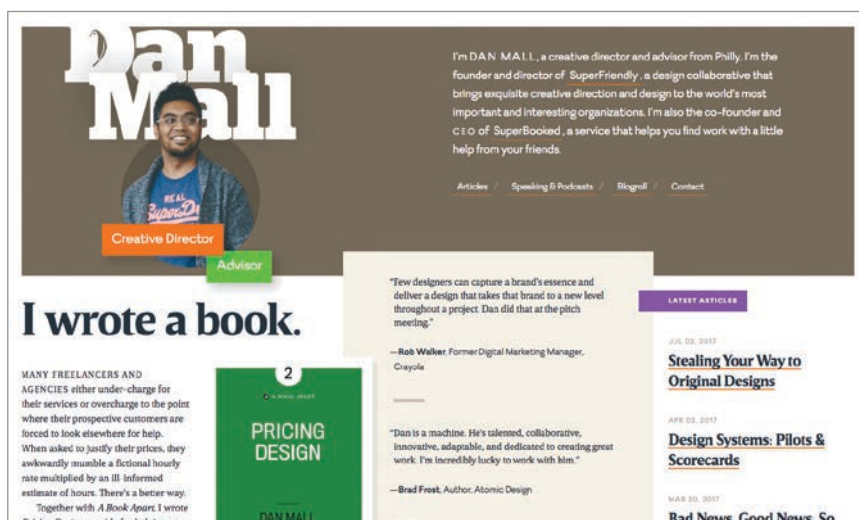 Dan
Mall
REAL
Creative Director
Advisor
I'm DAN MALL, a creative director and advisor from Philly. I'm the
founder and director of SuperFriendly, a design collaborative that
brings exquisite creative direction and design to the world's most
important and interesting organizations. I'm also the co-founder and
CEO of SuperBooked, a service that helps you find work with a little
help from your friends.
Articles / Speaking & Podcasts / Blogroll / Contact
I wrote a book.
MANY FREELANCERS AND
AGENCIES either under-charge for
their services or overcharge to the point
where their prospective customers are
forced to look elsewhere for help.
When asked to justify their prices, they
awkwardly mumble a fictional hourly
rate multiplied by an ill-informed
estimate of hours. There's a better way.
Together with A Book Apart, I wrote
2
A BOOK APART
PRICING
DESIGN
DAN MALL
"Few designers can capture a brand's essence and
deliver a design that takes that brand to a new level
throughout a project. Dan did that at the pitch
meeting."
—Rob Walker, Former Digital Marketing Manager,
Crayola
"Dan is a machine. He's talented, collaborative,
innovative, adaptable, and dedicated to creating great
work. I'm incredibly lucky to work with him."
—Brad Frost, Author, Atomic Design
LATEST ARTICLES
JUL 03, 2017
Stealing Your Way to
Original Designs
APR 03, 2017
Design Systems: Pilots &
Scorecards
MAR 20, 2017
Bad News, Good News, So